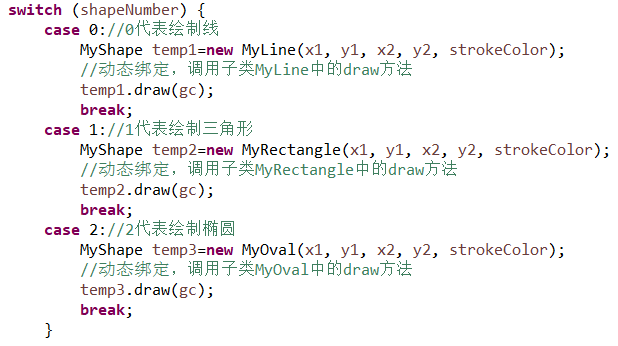 switch (shapeNumber) {
case 0://0代表绘制线
MyShape temp1=new MyLine(x1, y1, x2, y2, strokeColor);
//动态绑定，调用子类MyLine中的draw方法
temp1.draw(gc);
break;
case 1://1代表绘制三角形
MyShape temp2=new MyRectangle(x1, y1, x2, y2, strokeColor);
//动态绑定，调用子类MyRectangle中的draw方法
temp2.draw(gc);
break;
case 2://2代表绘制椭圆
MyShape temp3=new MyOval(x1, y1, x2, y2, strokeColor);
//动态绑定，调用子类MyOval中的draw方法
temp3.draw(gc);
break;
}